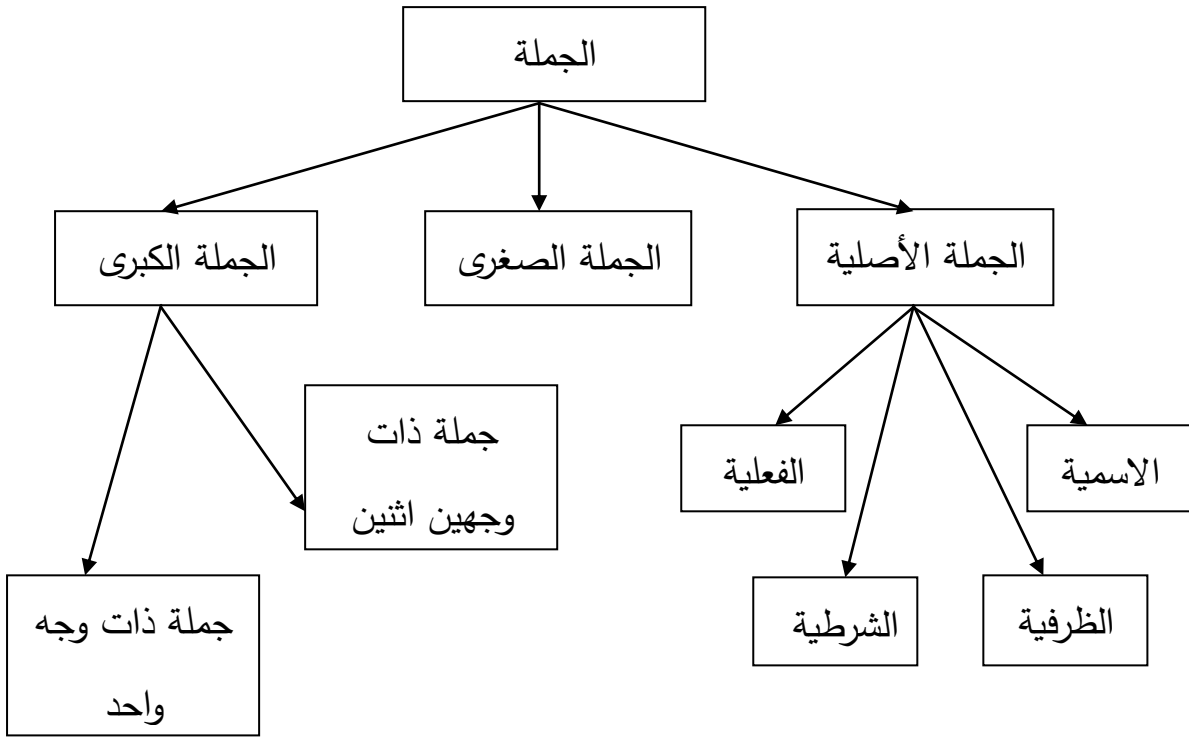 الجملة
الجملة الأصلية
الجملة الصغرى
الجملة الكبرى
الاسمية
الفعلية
الظرفية
الشرطية
جملة ذات
وجهين اثنين
جملة ذات وجه
واحد